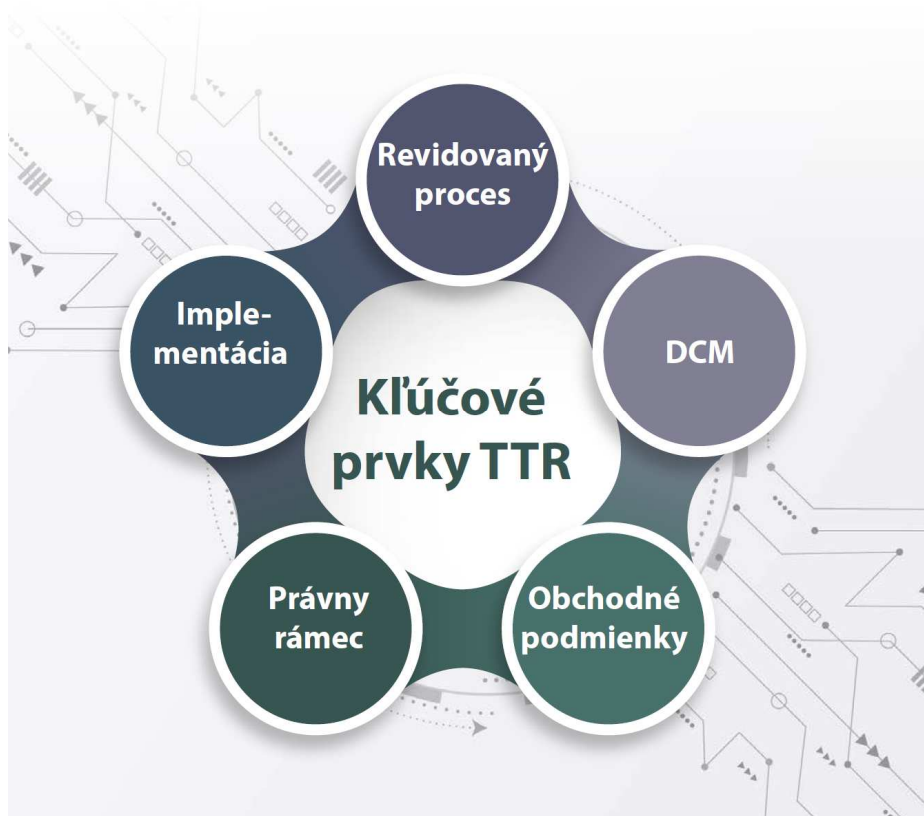 Revidovaný
proces
Imple-
mentácia
DCM
Kľúčové
prvky TTR
Právny
rámec
Obchodné
podmienky